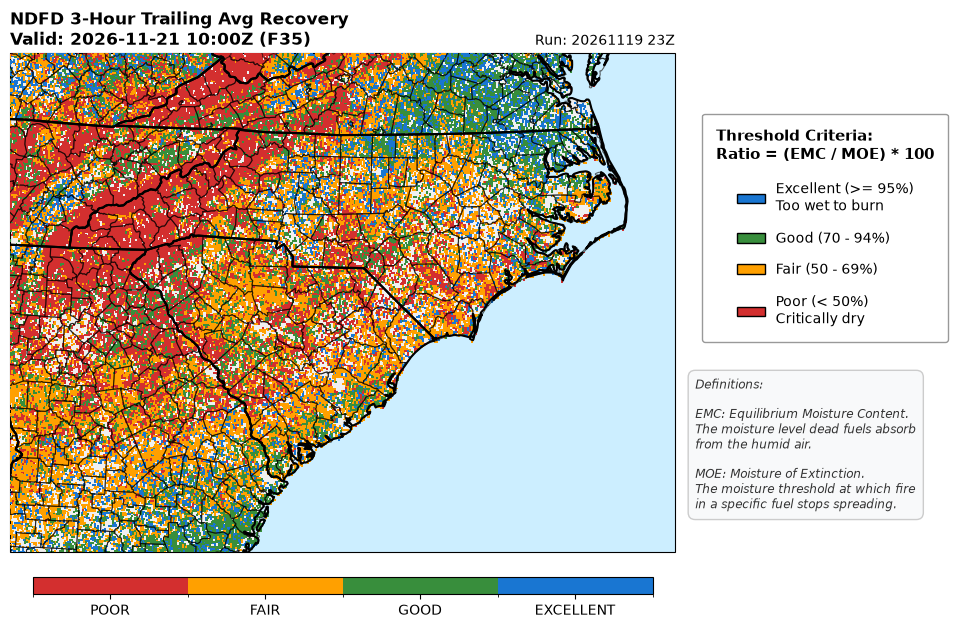 NDFD 3-Hour Trailing Avg Recovery
Valid: 2026-11-21 10:00Z (F35)
Run: 20261119 23Z
Threshold Criteria:
Ratio = (EMC / MOE) * 100
Excellent (>= 95%)
Too wet to burn
Good (70 - 94%)
Fair (50 - 69%)
Poor (< 50%)
Critically dry
Definitions:
EMC: Equilibrium Moisture Content.
The moisture level dead fuels absorb
from the humid air.
MOE: Moisture of Extinction.
The moisture threshold at which fire
in a specific fuel stops spreading.
POOR
FAIR
GOOD
EXCELLENT